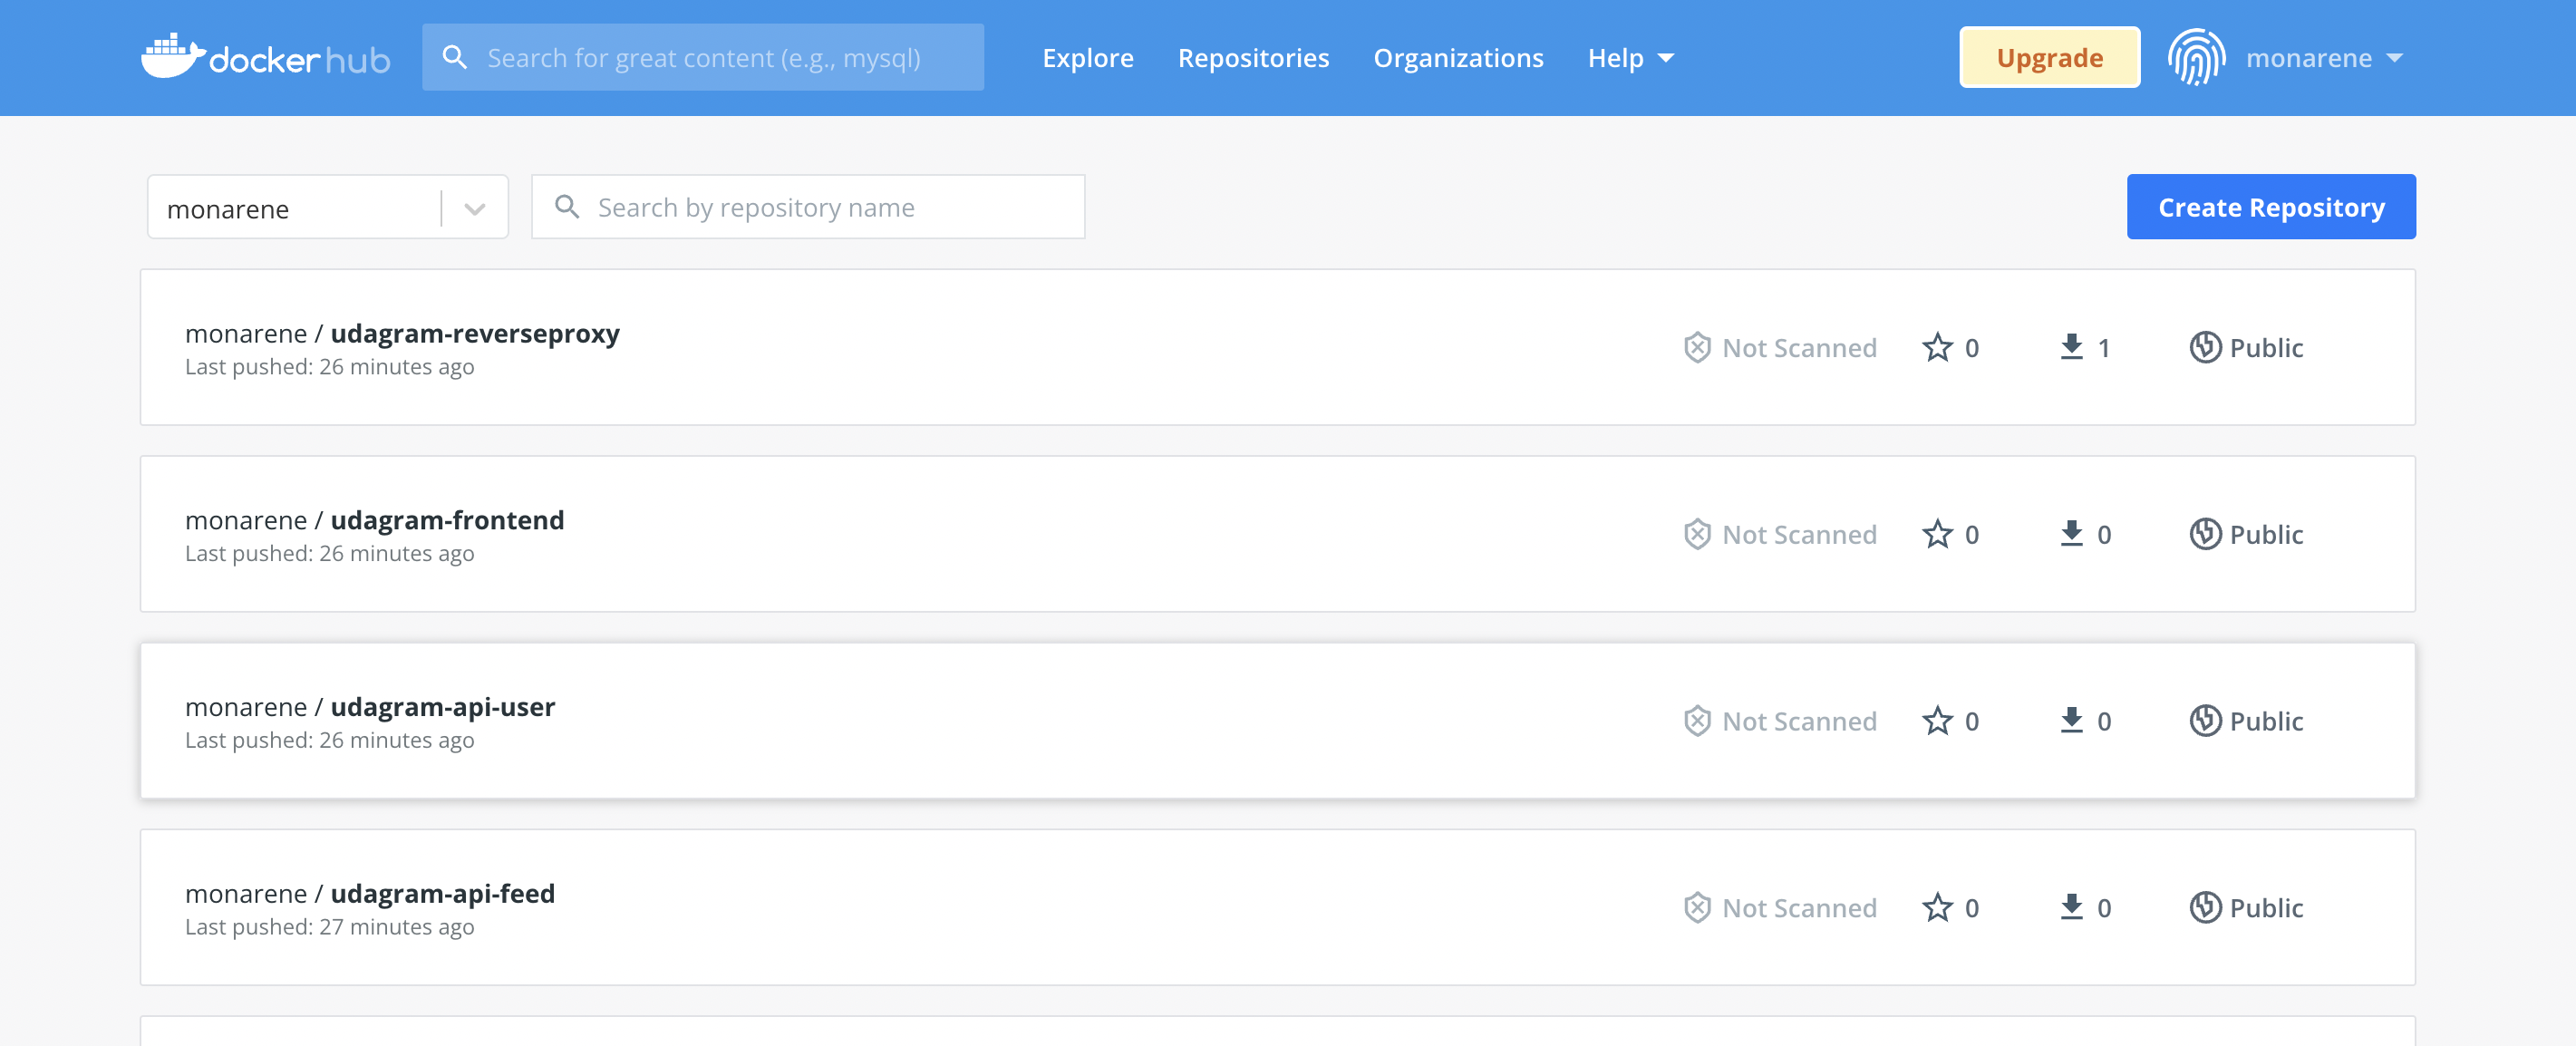 docker hub
Search for great content (e.g., mysql)
Explore
Repositories
Organizations
Help
Upgrade
monarene
monarene
Search by repository name
Create Repository
monarene / udagram-reverseproxy
Last pushed: 26 minutes ago
Not Scanned
0
1
Public
monarene / udagram-frontend
Last pushed: 26 minutes ago
Not Scanned
0
0
Public
monarene / udagram-api-user
Last pushed: 26 minutes ago
Not Scanned
0
0
Public
monarene / udagram-api-feed
Last pushed: 27 minutes ago
Not Scanned
0
0
Public